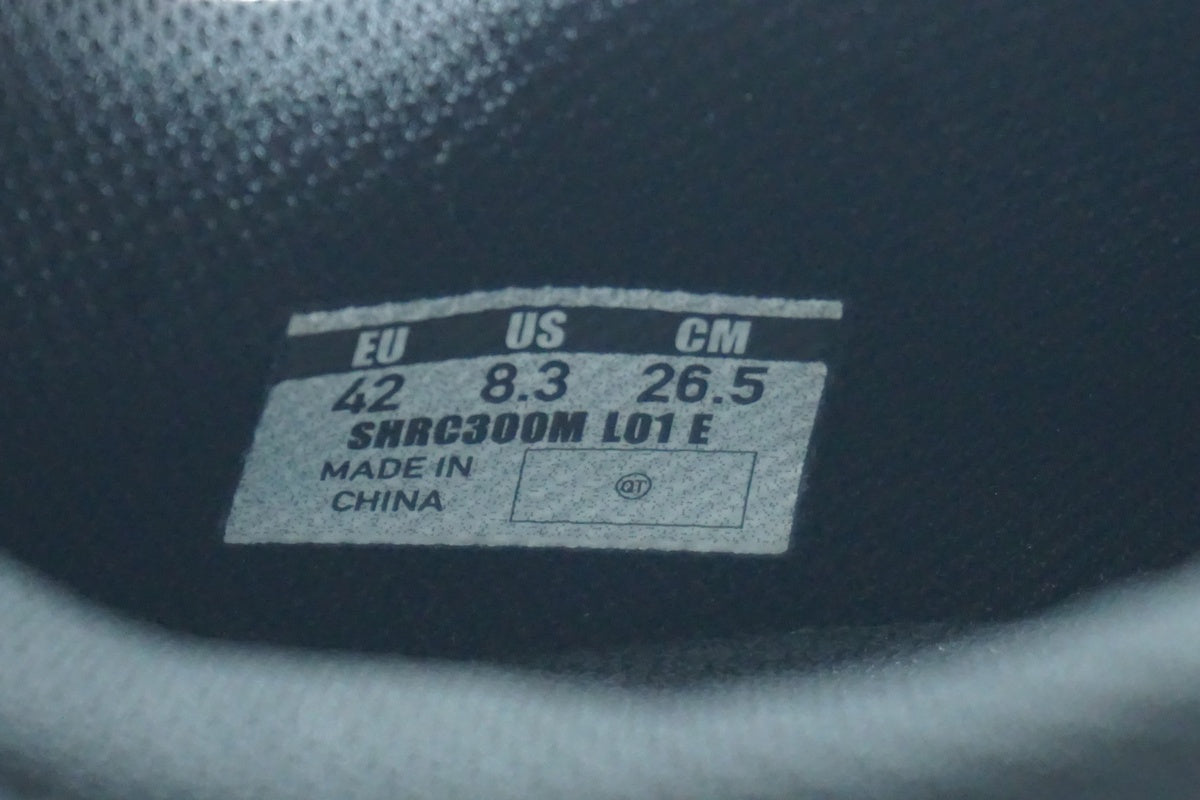 EU US CM
42 8.3 26.5
SHRC300M L01 E
MADE IN
CHINA
QT